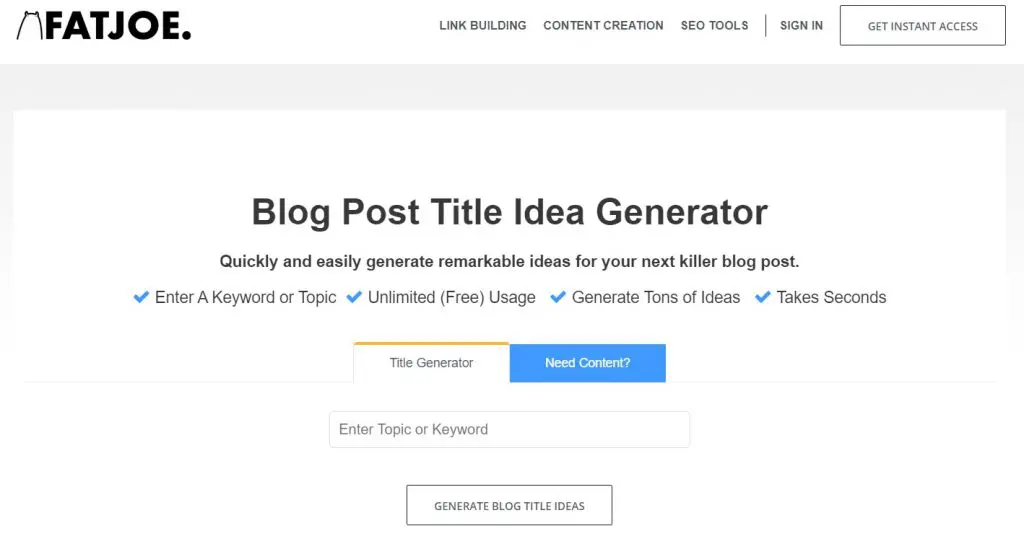 FATJOE.
LINK BUILDING CONTENT CREATION SEO TOOLS SIGN IN GET INSTANT ACCESS
Blog Post Title Idea Generator
Quickly and easily generate remarkable ideas for your next killer blog post.
Enter A Keyword or Topic Unlimited (Free) Usage Generate Tons of Ideas Takes Seconds
Title Generator Need Content?
Enter Topic or Keyword
GENERATE BLOG TITLE IDEAS